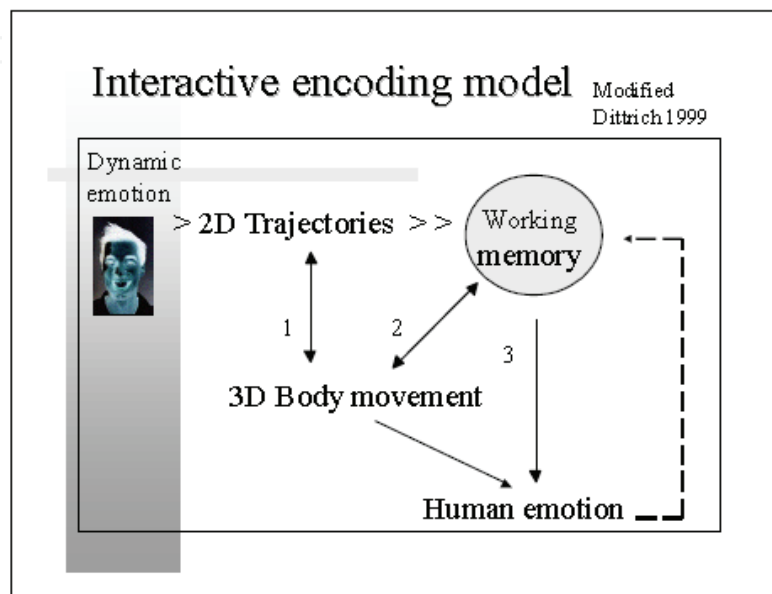 Interactive encoding model
Modified
Dittrich 1999
Dynamic
emotion
> 2D Trajectories >>
Working
memory
1
2
3
3D Body movement
Human emotion